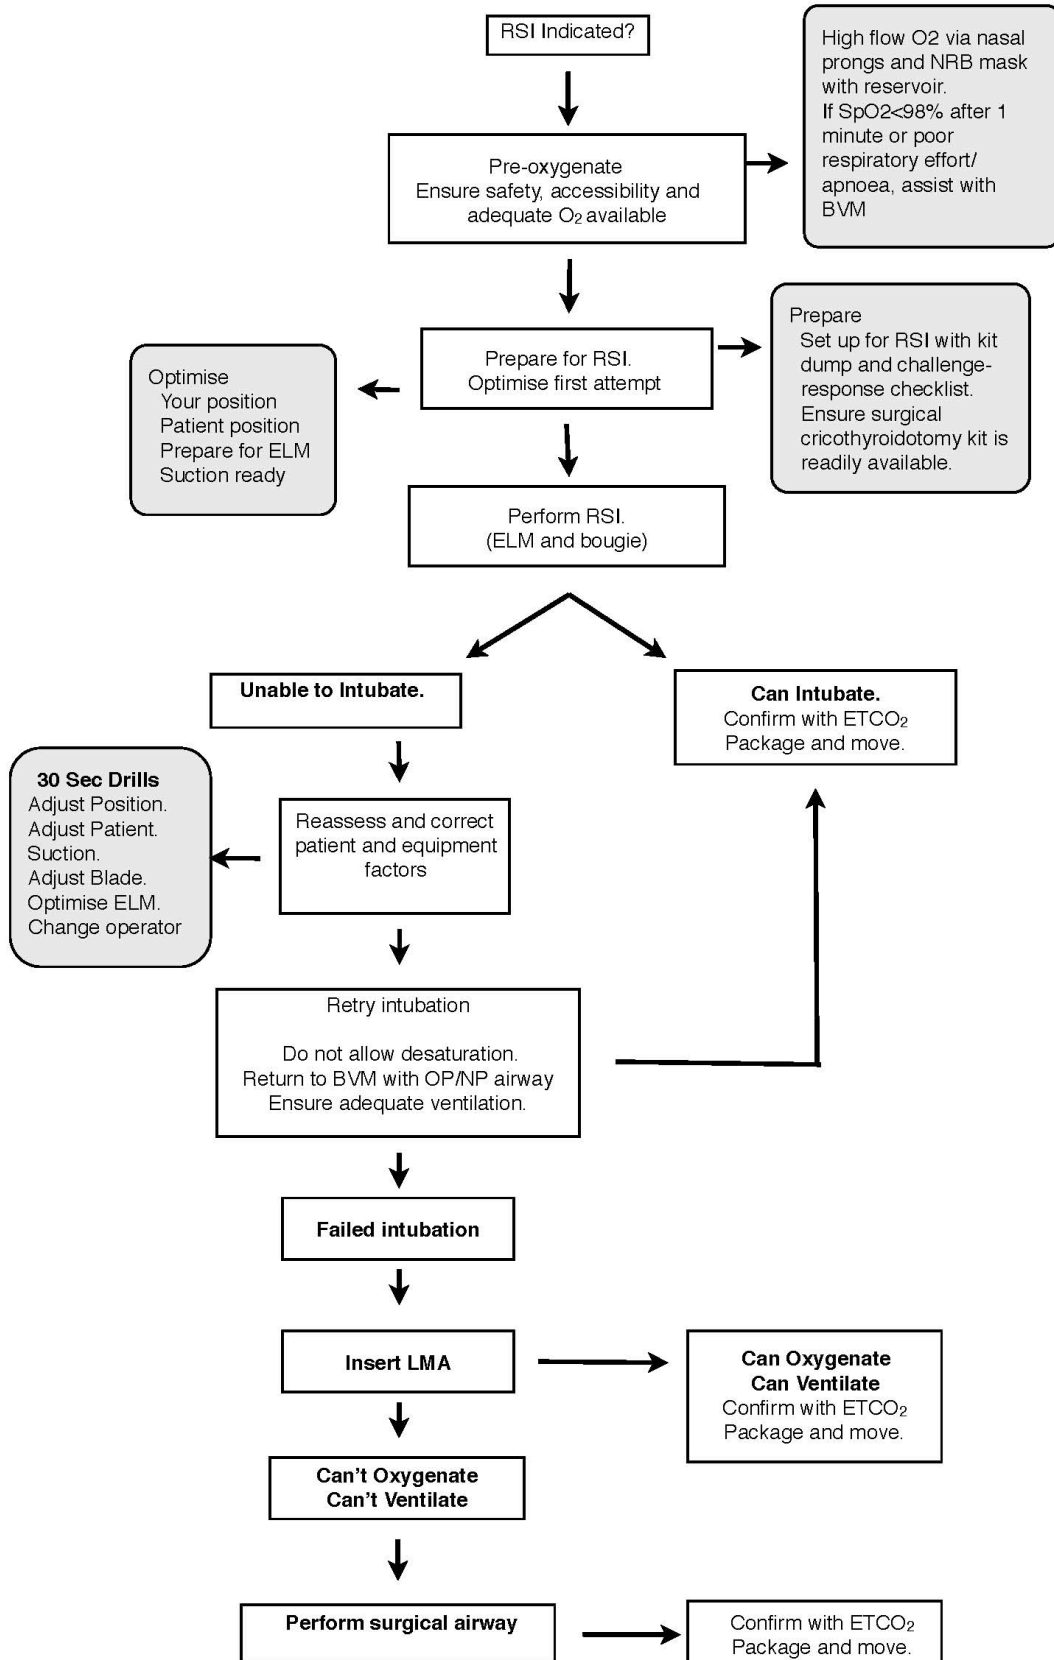 RSI Indicated?
High flow O2 via nasal
prongs and NRB mask
with reservoir.
If SpO2<98% after 1
minute or poor
respiratory effort/
apnoea, assist with
BVM
Pre-oxygenate
Ensure safety, accessibility and
adequate O₂ available
Prepare
Set up for RSI with kit
dump and challenge-
response checklist.
Ensure surgical
cricothyroidotomy kit is
readily available.
Prepare for RSI.
Optimise first attempt
Optimise
Your position
Patient position
Prepare for ELM
Suction ready
Perform RSI.
(ELM and bougie)
Unable to Intubate.
Can Intubate.
Confirm with ETCO₂
Package and move.
30 Sec Drills
Adjust Position.
Adjust Patient.
Suction.
Adjust Blade.
Optimise ELM.
Change operator
Reassess and correct
patient and equipment
factors
Retry intubation
Do not allow desaturation.
Return to BVM with OP/NP airway
Ensure adequate ventilation.
Failed intubation
Insert LMA
Can Oxygenate
Can Ventilate
Confirm with ETCO₂
Package and move.
Can't Oxygenate
Can't Ventilate
Perform surgical airway
Confirm with ETCO₂
Package and move.